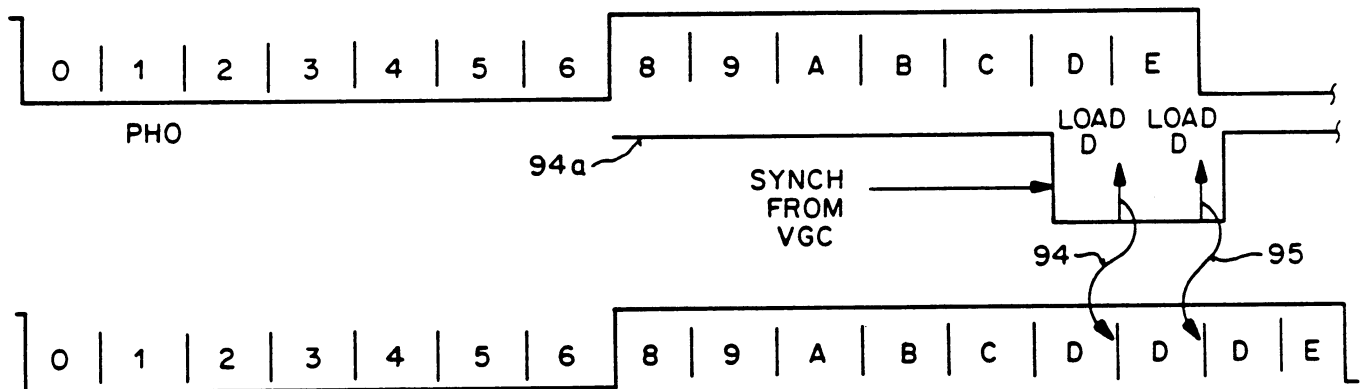 0 1 2 3 4 5 6 8 9 A B C D E
PHO
LOAD D LOAD D
94a
SYNCH
FROM
VGC
94 95
0 1 2 3 4 5 6 8 9 A B C D D D E